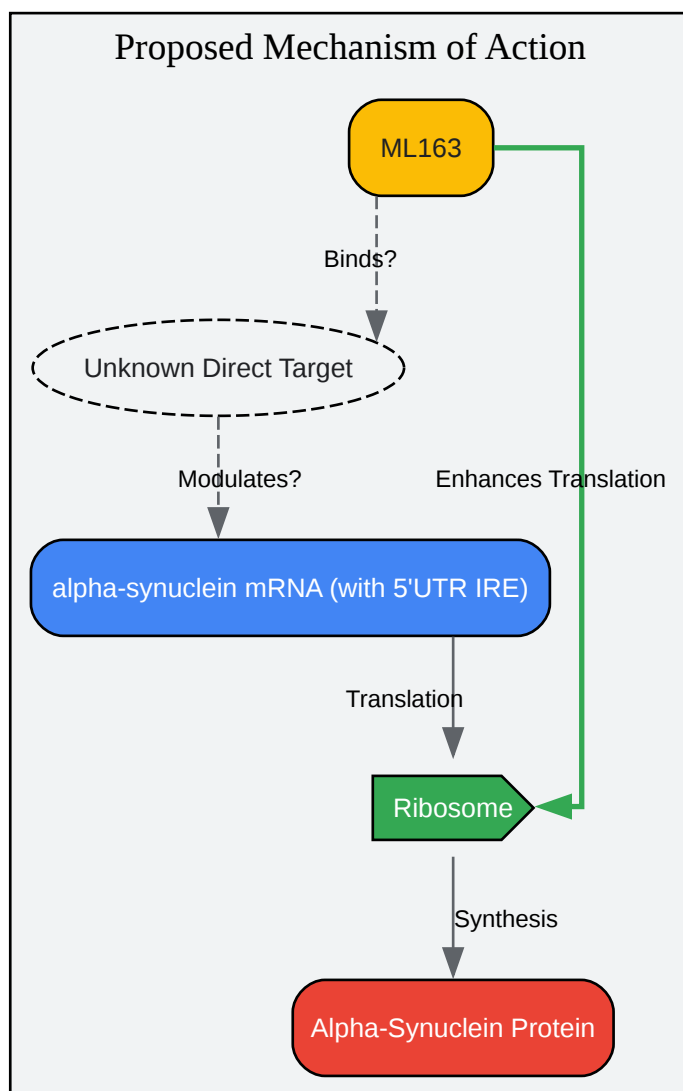 Proposed Mechanism of Action
ML163
Binds?
Unknown Direct Target
Modulates?
Enhances Translation
alpha-synuclein mRNA (with 5'UTR IRE)
Translation
Ribosome
Synthesis
Alpha-Synuclein Protein